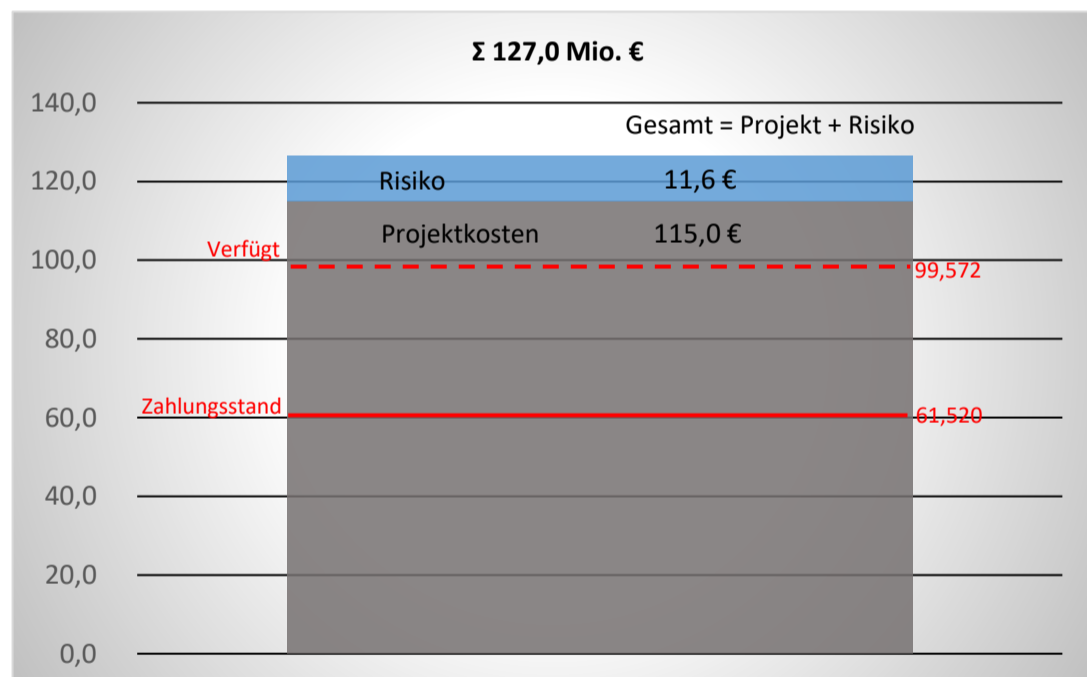 Σ 127,0 Mio. €
140,0
Gesamt = Projekt + Risiko
120,0
Risiko 11,6 €
Projektkosten 115,0 €
Verfügt
100,0
99,572
80,0
Zahlungsstand
60,0
61,520
40,0
20,0
0,0